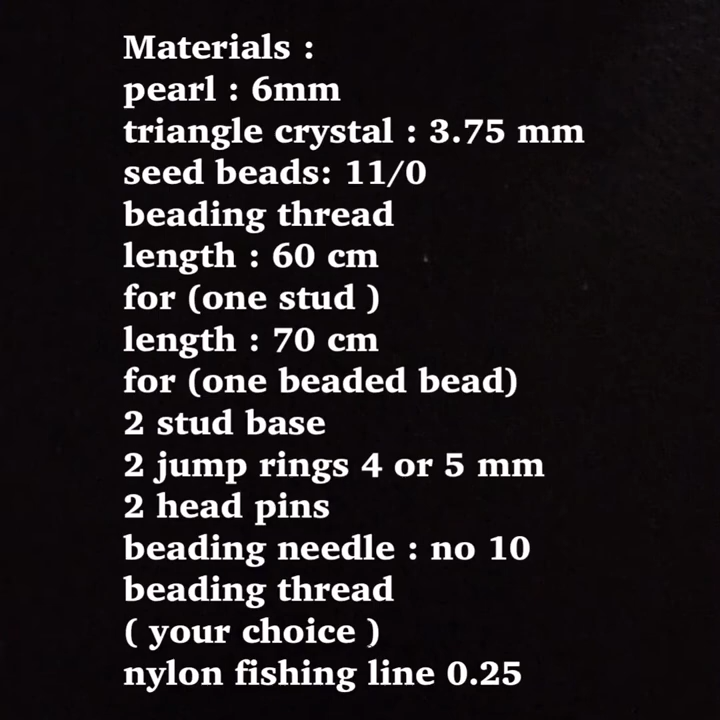 Materials :
pearl : 6mm
triangle crystal : 3.75 mm
seed beads: 11/0
beading thread
length : 60 cm
for (one stud )
length : 70 cm
for (one beaded bead)
2 stud base
2 jump rings 4 or 5 mm
2 head pins
beading needle : no 10
beading thread
( your choice )
nylon fishing line 0.25